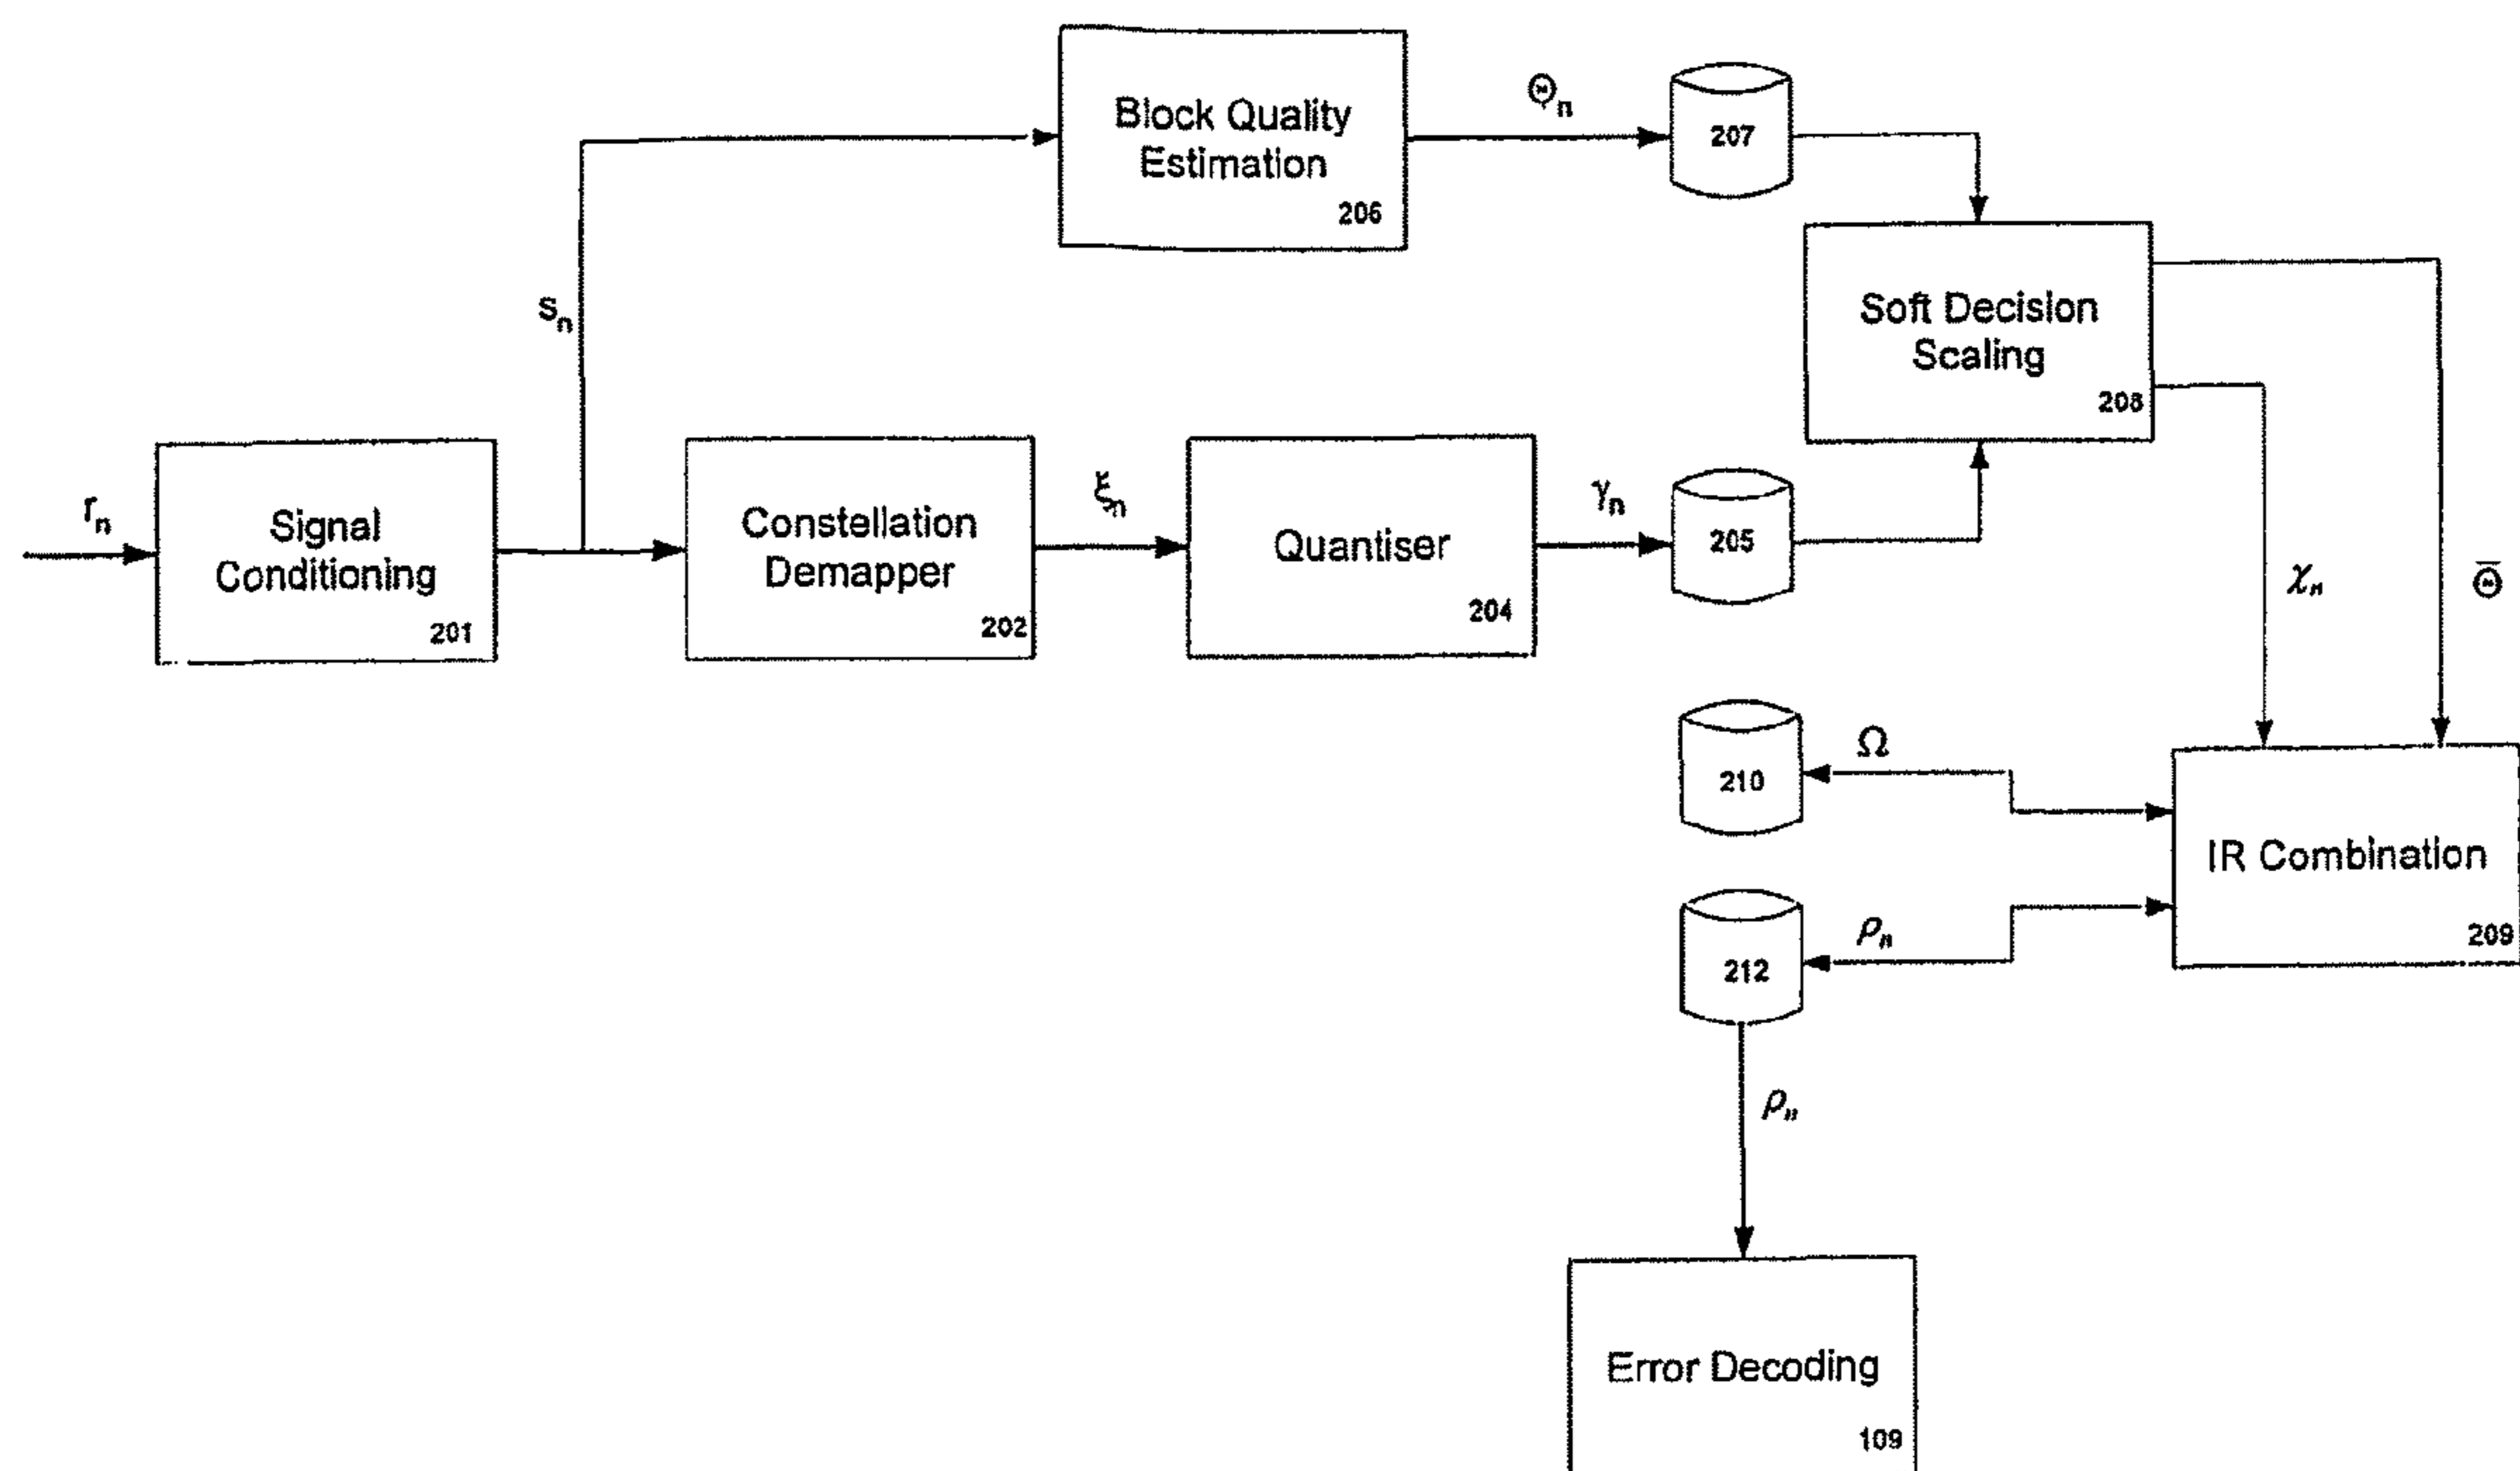 Block Quality
Estimation
206
Θₙ
207
Soft Decision
Scaling
208
sₙ
rₙ
Signal
Conditioning
201
Constellation
Demapper
202
ξₙ
Quantiser
204
γₙ
205
χₙ
Θ̄
210
Ω
IR Combination
209
212
ρₙ
ρₙ
Error Decoding
109